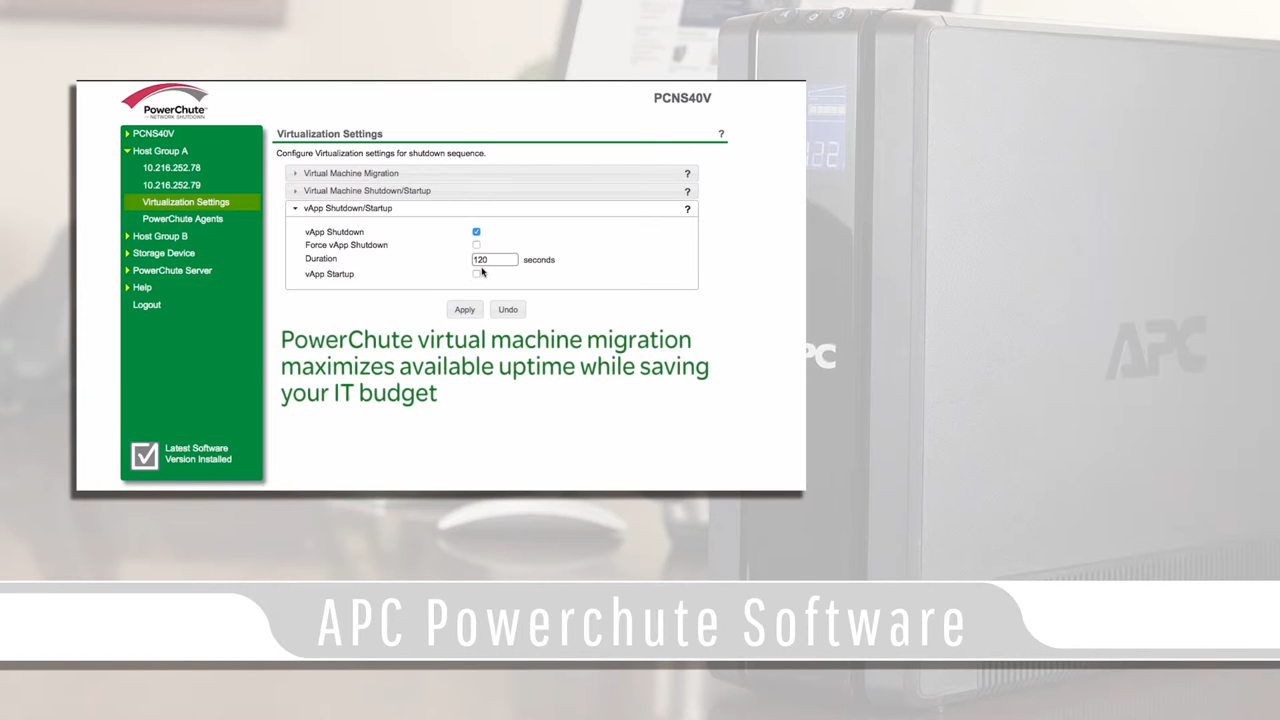 PowerChute
NETWORK SHUTDOWN
PCNS40V
PCNS40V
Host Group A
10.216.252.78
10.216.252.79
Virtualization Settings
PowerChute Agents
Host Group B
Storage Device
PowerChute Server
Help
Logout
Latest Software
Version Installed
Virtualization Settings ?
Configure Virtualization settings for shutdown sequence.
Virtual Machine Migration ?
Virtual Machine Shutdown/Startup ?
vApp Shutdown/Startup ?
vApp Shutdown
Force vApp Shutdown
Duration 120 seconds
vApp Startup
Apply Undo
PowerChute virtual machine migration
maximizes available uptime while saving
your IT budget
PC
APC
APC Powerchute Software